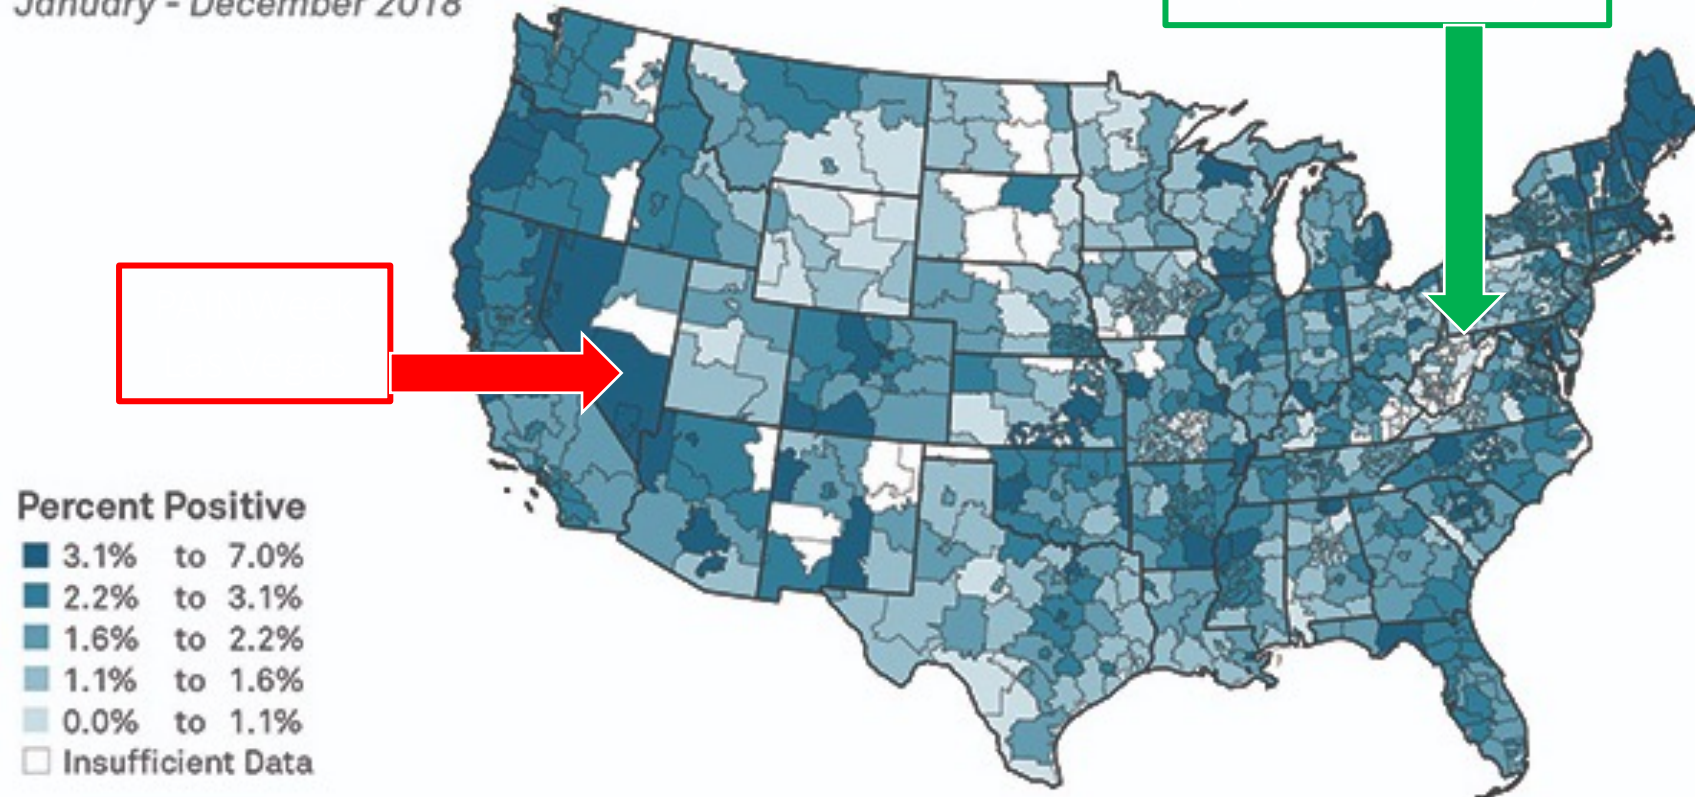 January - December 2018
Percent Positive
3.1% to 7.0%
2.2% to 3.1%
1.6% to 2.2%
1.1% to 1.6%
0.0% to 1.1%
Insufficient Data